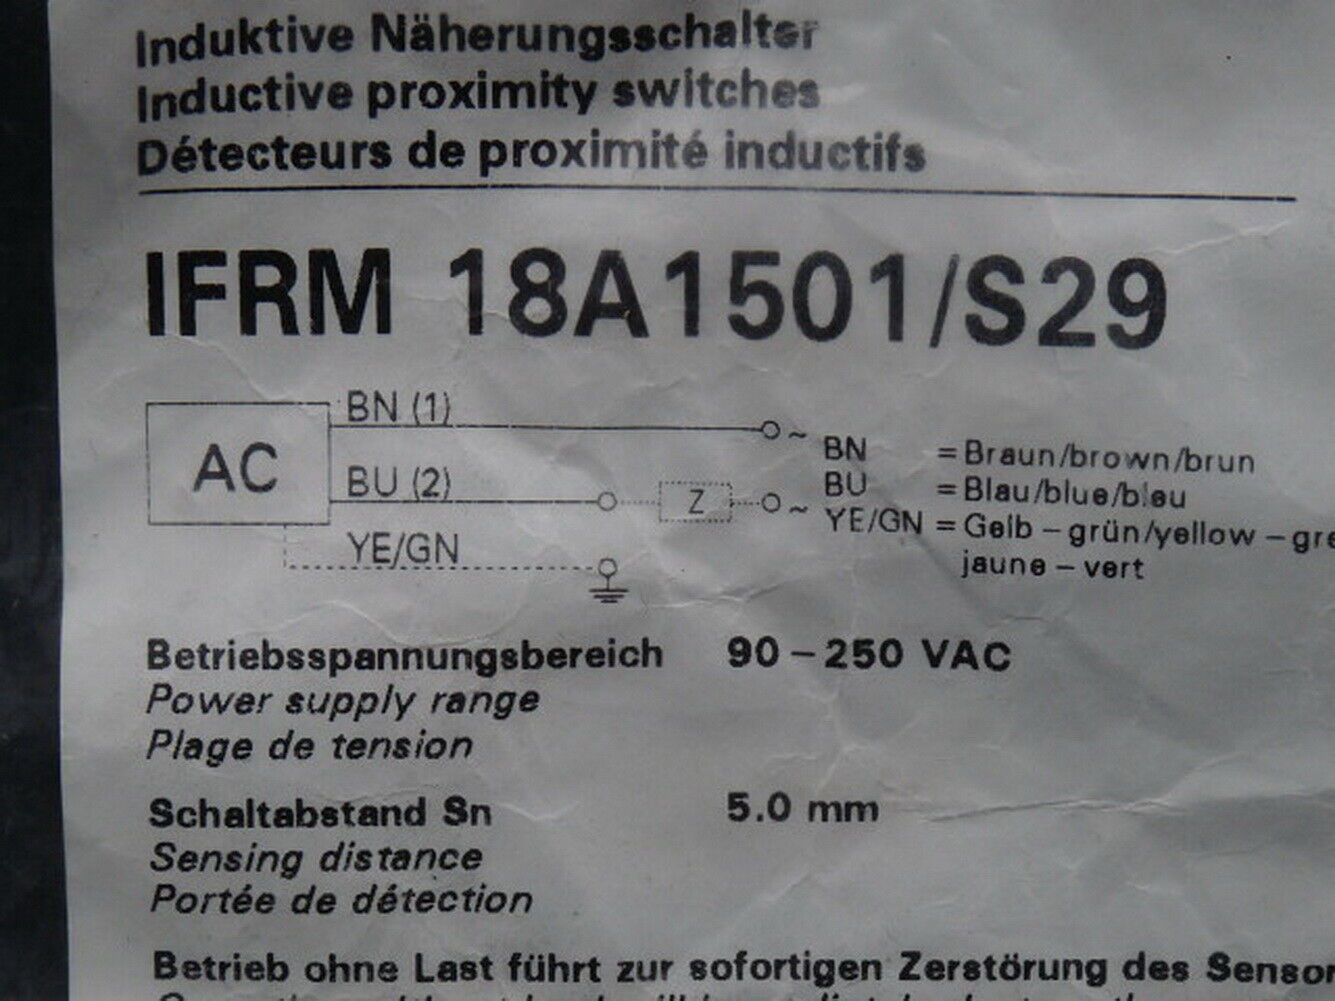 Induktive Näherungsschalter
Inductive proximity switches
Détecteurs de proximité inductifs
IFRM 18A1501/S29
AC
BN (1)
~
BU (2)
Z
~
YE/GN
BN = Braun/brown/brun
BU = Blau/blue/bleu
YE/GN = Gelb - grün/yellow - gre
jaune - vert
Betriebsspannungsbereich 90 - 250 VAC
Power supply range
Plage de tension
Schaltabstand Sn 5.0 mm
Sensing distance
Portée de détection
Betrieb ohne Last führt zur sofortigen Zerstörung des Sensor